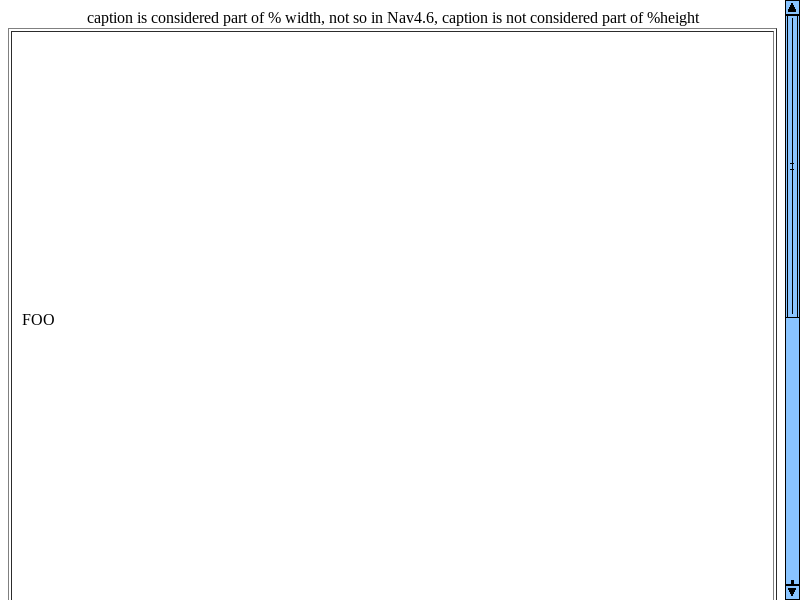 caption is considered part of % width, not so in Nav4.6, caption is not considered part of %height
FOO